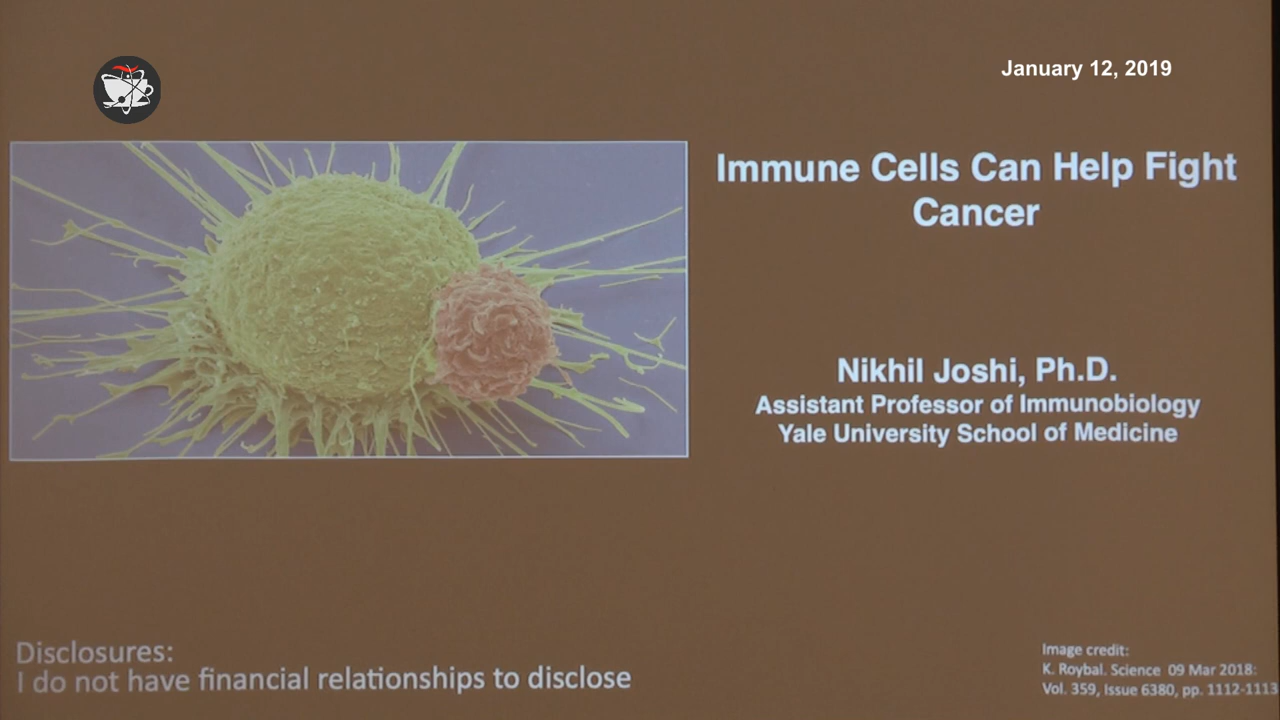 January 12, 2019
Immune Cells Can Help Fight
Cancer
Nikhil Joshi, Ph.D.
Assistant Professor of Immunobiology
Yale University School of Medicine
Disclosures:
I do not have financial relationships to disclose
Image credit:
K. Roybal. Science 09 Mar 2018:
Vol. 359, Issue 6380, pp. 1112-1113